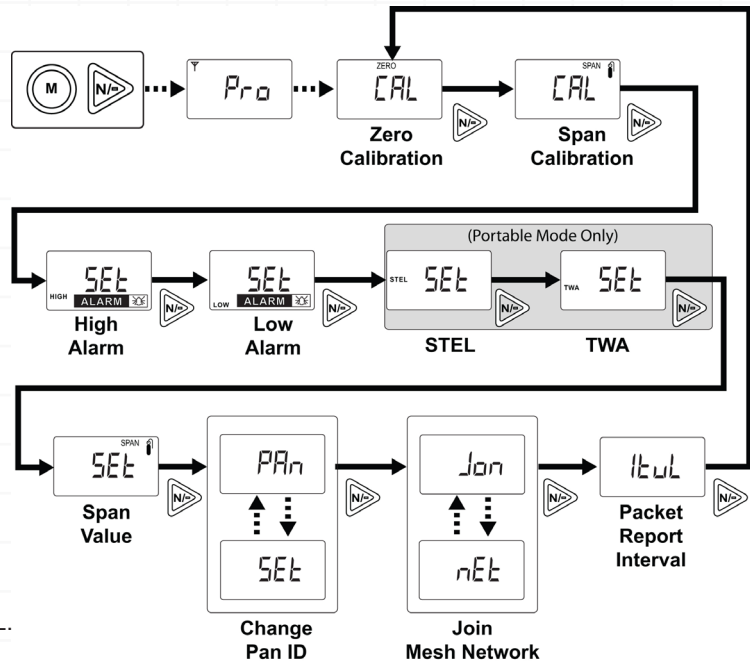 M N/-
Pro
ZERO
CAL
N/-
Zero
Calibration
SPAN
CAL
N/-
Span
Calibration
HIGH
SEt
ALARM
N/-
High
Alarm
LOW
SEt
ALARM
N/-
Low
Alarm
(Portable Mode Only)
STEL
SEt
N/-
STEL
TWA
SEt
N/-
TWA
SPAN
SEt
N/-
Span
Value
PAn
SEt
N/-
Change
Pan ID
Jon
nEt
N/-
Join
Mesh Network
ItuL
N/-
Packet
Report
Interval